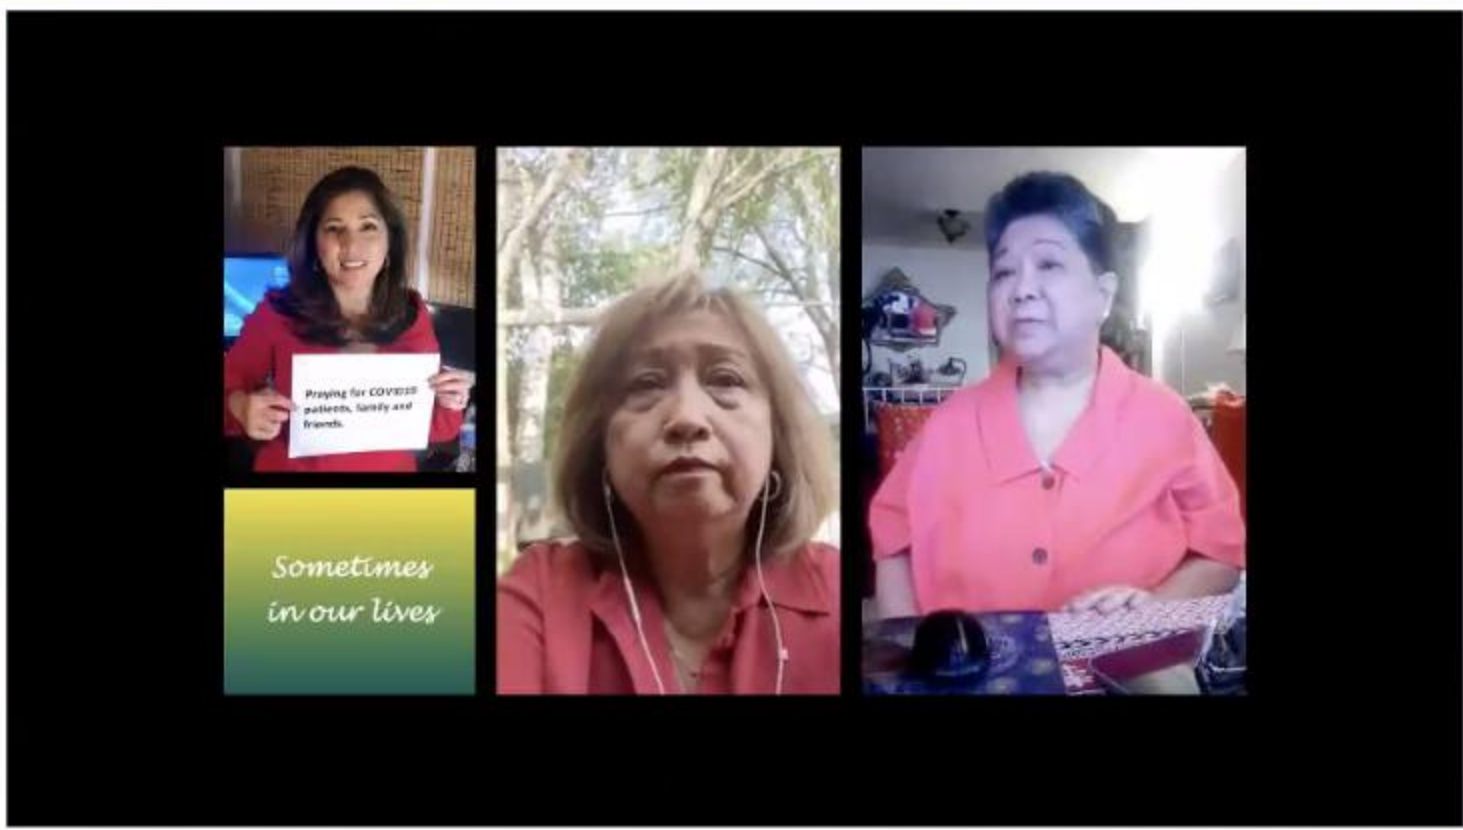 Praying for COVID19
patients, family and
friends.
Sometimes
in our lives